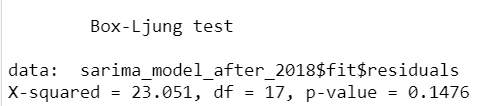 Box-Ljung test
data:  sarima_model_after_2018$fit$residuals
X-squared = 23.051, df = 17, p-value = 0.1476